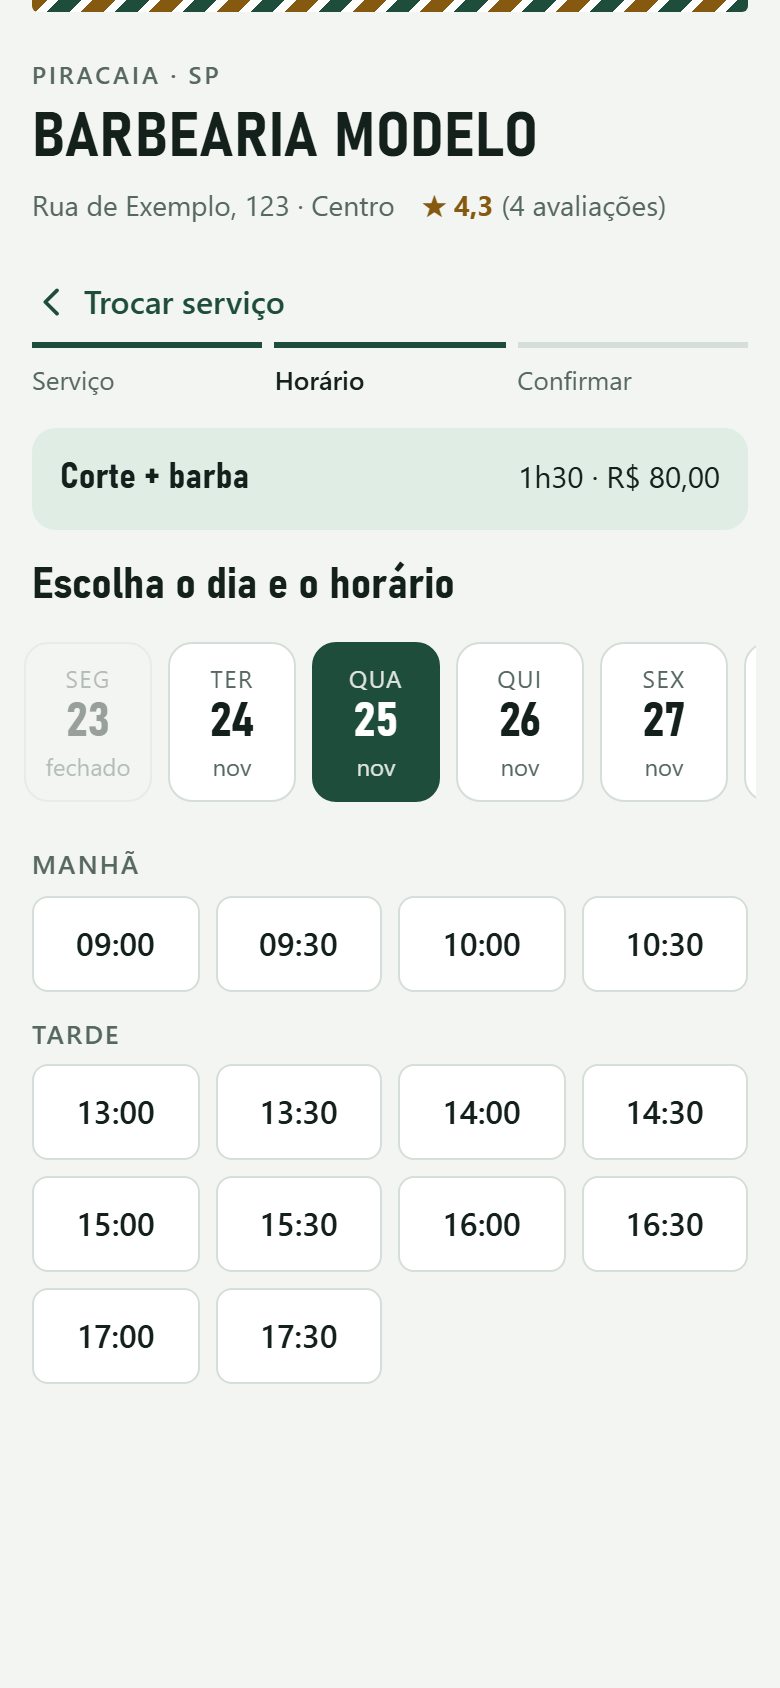 PIRACAIA · SP
BARBEARIA MODELO
Rua de Exemplo, 123 · Centro ★ 4,3 (4 avaliações)
Trocar serviço
Serviço Horário Confirmar
Corte + barba 1h30 · R$ 80,00
Escolha o dia e o horário
SEG TER QUA QUI SEX
23 24 25 26 27
fechado nov nov nov nov
MANHÃ
09:00 09:30 10:00 10:30
TARDE
13:00 13:30 14:00 14:30
15:00 15:30 16:00 16:30
17:00 17:30